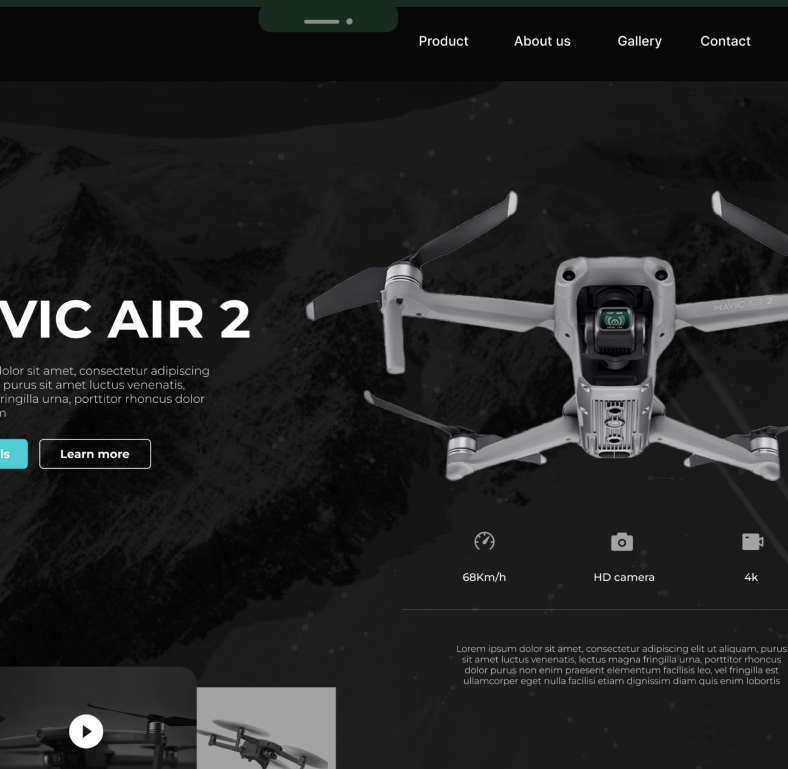 Product About us Gallery Contact
VIC AIR 2
MAVIC AIR 2
dolor sit amet, consectetur adipiscing
purus sit amet luctus venenatis,
fringilla urna, porttitor rhoncus dolor
m
ls Learn more
68Km/h HD camera 4k
Lorem ipsum dolor sit amet, consectetur adipiscing elit ut aliquam, purus
sit amet luctus venenatis, lectus magna fringilla urna, porttitor rhoncus
dolor purus non enim praesent elementum facilisis leo, vel fringilla est
ullamcorper eget nulla facilisi etiam dignissim diam quis enim lobortis